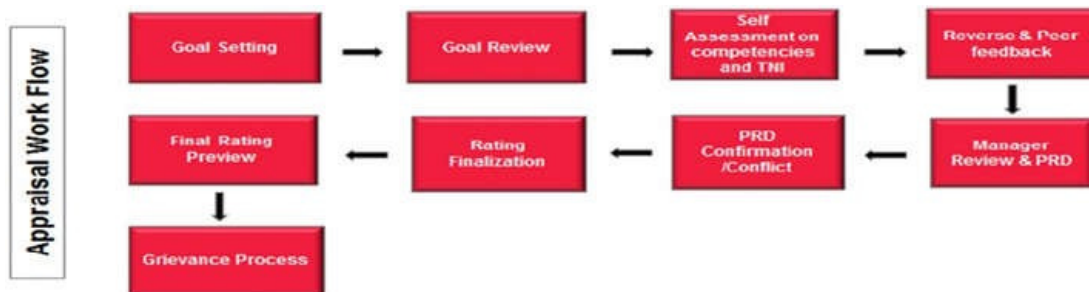 Appraisal Work Flow
Goal Setting
Goal Review
Self
Assessment on
competencies
and TNI
Reverse & Peer
feedback
Manager
Review & PRD
PRD
Confirmation
/Conflict
Rating
Finalization
Final Rating
Preview
Grievance Process